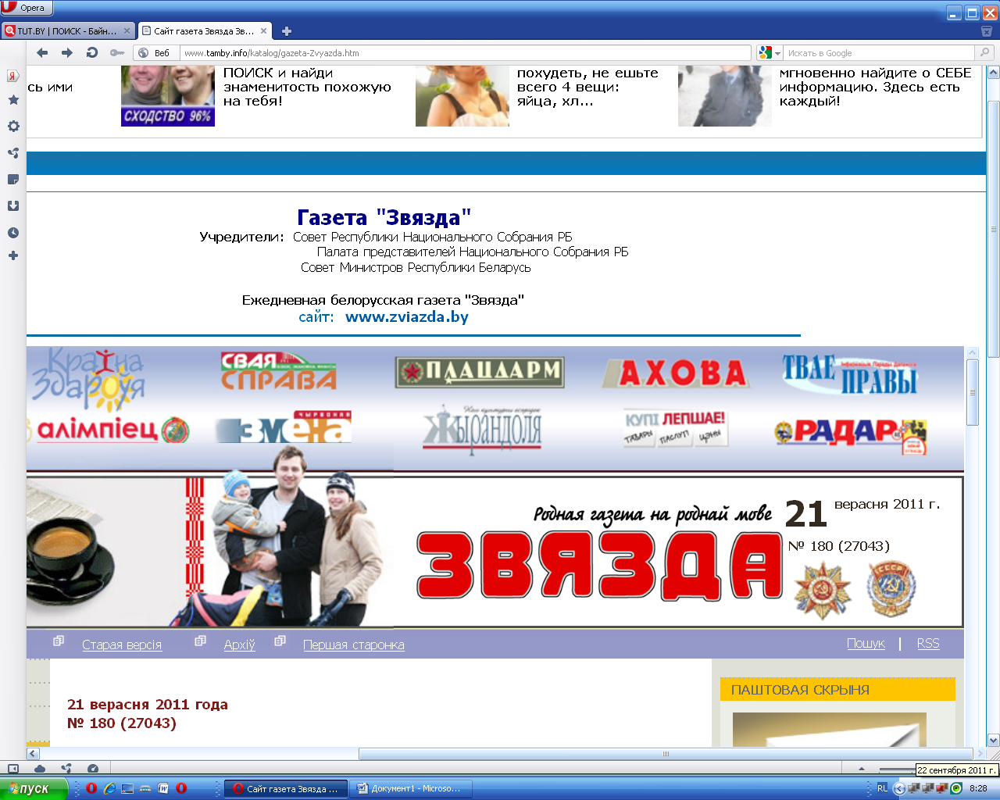 Opera
TUT.BY | ПОИСК - Байн...
Сайт газета Звязда Зв...
Веб
www.tamby.info/katalog/gazeta-Zvyazda.htm
Искать в Google
сь ими
СХОДСТВО 96%
ПОИСК и найди
знаменитость похожую
на тебя!
похудеть, не ешьте
всего 4 вещи:
яйца, хл...
мгновенно найдите о СЕБЕ
информацию. Здесь есть
каждый!
Газета "Звязда"
Учредители: Совет Республики Национального Собрания РБ
Палата представителей Национального Собрания РБ
Совет Министров Республики Беларусь
Ежедневная белорусская газета "Звязда"
сайт: www.zviazda.by
Краіна Здароўя
СВАЯ СПРАВА
ПЛАЦДАРМ
АХОВА
ТВАЕ ПРАВЫ
алімпіец
чырвоная змена
Жырандоля
КУПІ ЛЕПШАЕ!
ТАВАРЫ ПАСЛУГІ ЦЭНЫ
РАДАР
Родная газета на роднай мове
ЗВЯЗДА
21 верасня 2011 г.
№ 180 (27043)
Старая версія
Архіў
Першая старонка
Пошук | RSS
21 верасня 2011 года
№ 180 (27043)
ПАШТОВАЯ СКРЫНЯ
22 сентября 2011 г.
пуск
Сайт газета Звязда ...
Документ1 - Microso...
RU
8:28